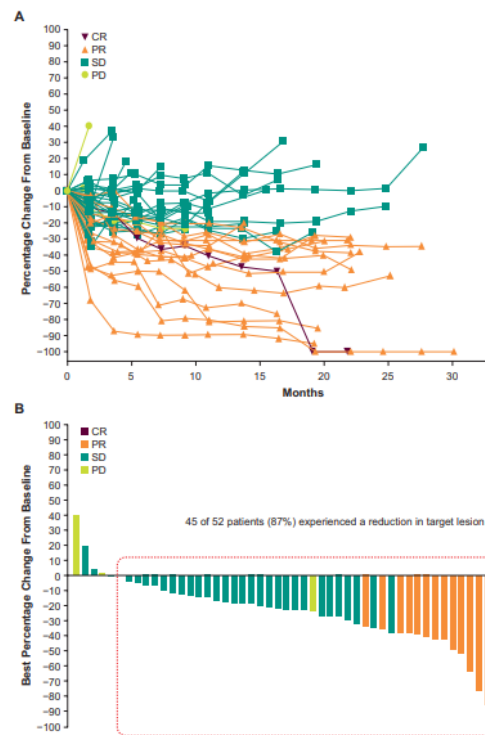 A
100
90
80
70
60
50
40
30
20
10
0
−10
−20
−30
−40
−50
−60
−70
−80
−90
−100
Percentage Change From Baseline
CR
PR
SD
PD
0 5 10 15 20 25 30
Months
B
100
90
80
70
60
50
40
30
20
10
0
−10
−20
−30
−40
−50
−60
−70
−80
−90
−100
Best Percentage Change From Baseline
CR
PR
SD
PD
45 of 52 patients (87%) experienced a reduction in target lesion